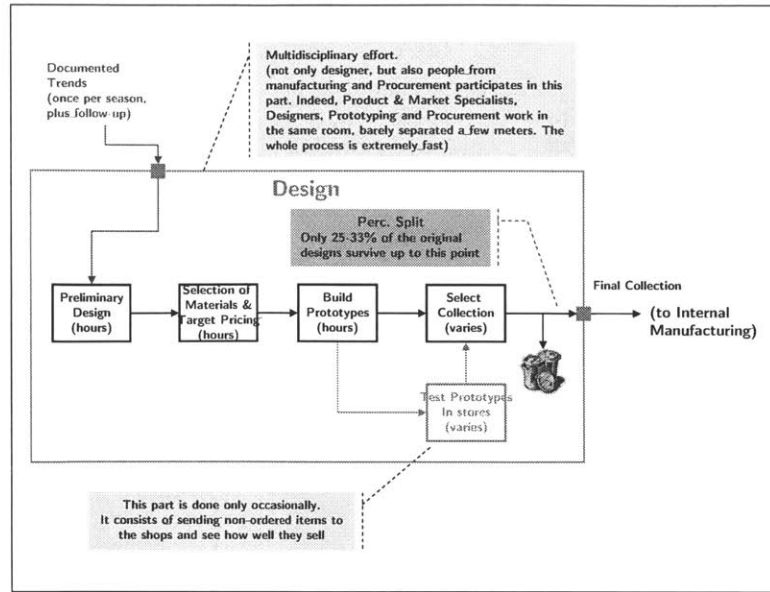 Documented
Trends
(once per season,
plus follow-up)
Multidisciplinary effort.
(not only designer, but also people from
manufacturing and Procurement participates in this
part. Indeed, Product & Market Specialists,
Designers, Prototyping and Procurement work in
the same room, barely separated a few meters. The
whole process is extremely fast)
Design
Perc. Split
Only 25-33% of the original
designs survive up to this point
Preliminary
Design
(hours)
Selection of
Materials &
Target Pricing
(hours)
Build
Prototypes
(hours)
Select
Collection
(varies)
Final Collection
(to Internal
Manufacturing)
Test Prototypes
In stores
(varies)
This part is done only occasionally.
It consists of sending non-ordered items to
the shops and see how well they sell